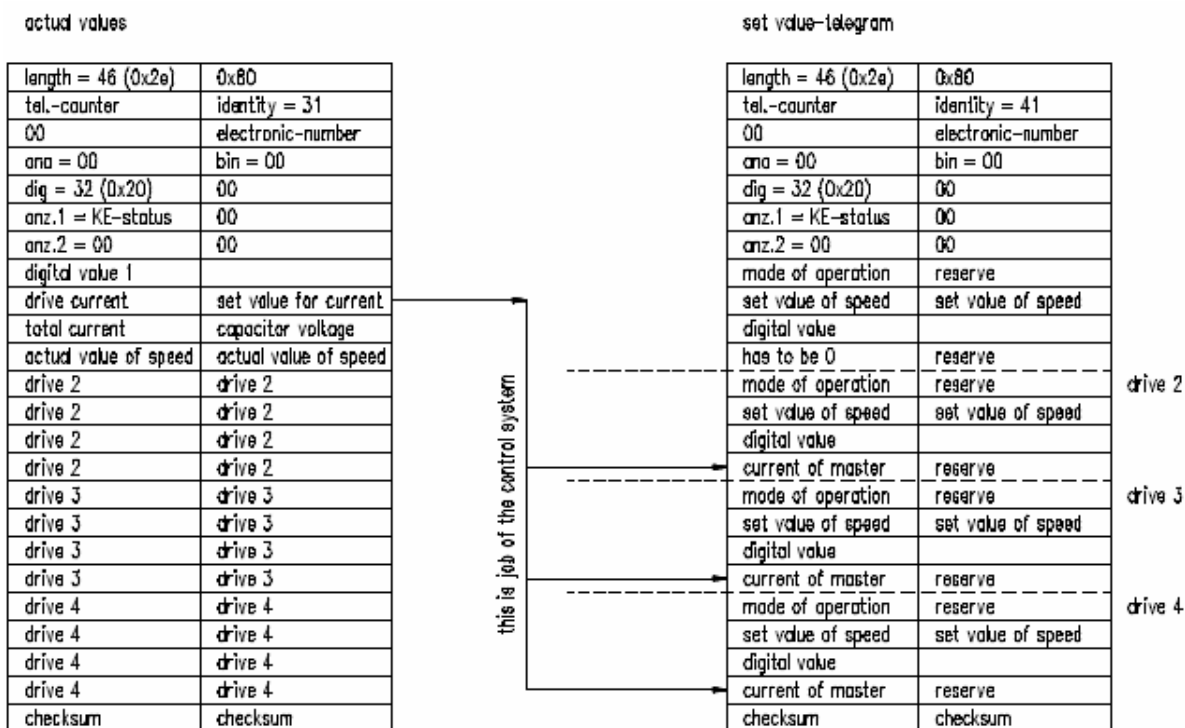 actual values
length = 46 (0x2e) 0x80
tel.-counter identity = 31
00 electronic-number
ana = 00 bin = 00
dig = 32 (0x20) 00
anz.1 = KE-status 00
anz.2 = 00 00
digital value 1
drive current set value for current
total current capacitor voltage
actual value of speed actual value of speed
drive 2 drive 2
drive 2 drive 2
drive 2 drive 2
drive 2 drive 2
drive 3 drive 3
drive 3 drive 3
drive 3 drive 3
drive 3 drive 3
drive 4 drive 4
drive 4 drive 4
drive 4 drive 4
drive 4 drive 4
checksum checksum
this is job of the control system
set value-telegram
length = 46 (0x2e) 0x80
tel.-counter identity = 41
00 electronic-number
ana = 00 bin = 00
dig = 32 (0x20) 00
anz.1 = KE-status 00
anz.2 = 00 00
mode of operation reserve
set value of speed set value of speed
digital value
has to be 0 reserve
mode of operation reserve drive 2
set value of speed set value of speed
digital value
current of master reserve
mode of operation reserve drive 3
set value of speed set value of speed
digital value
current of master reserve
mode of operation reserve drive 4
set value of speed set value of speed
digital value
current of master reserve
checksum checksum